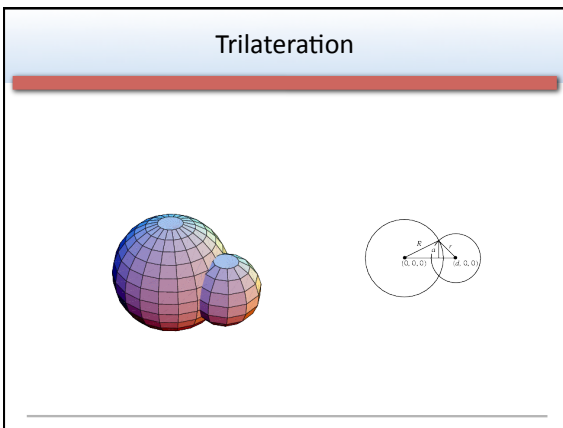 Trilateration
R
a
r
(0, 0, 0)
(d, 0, 0)